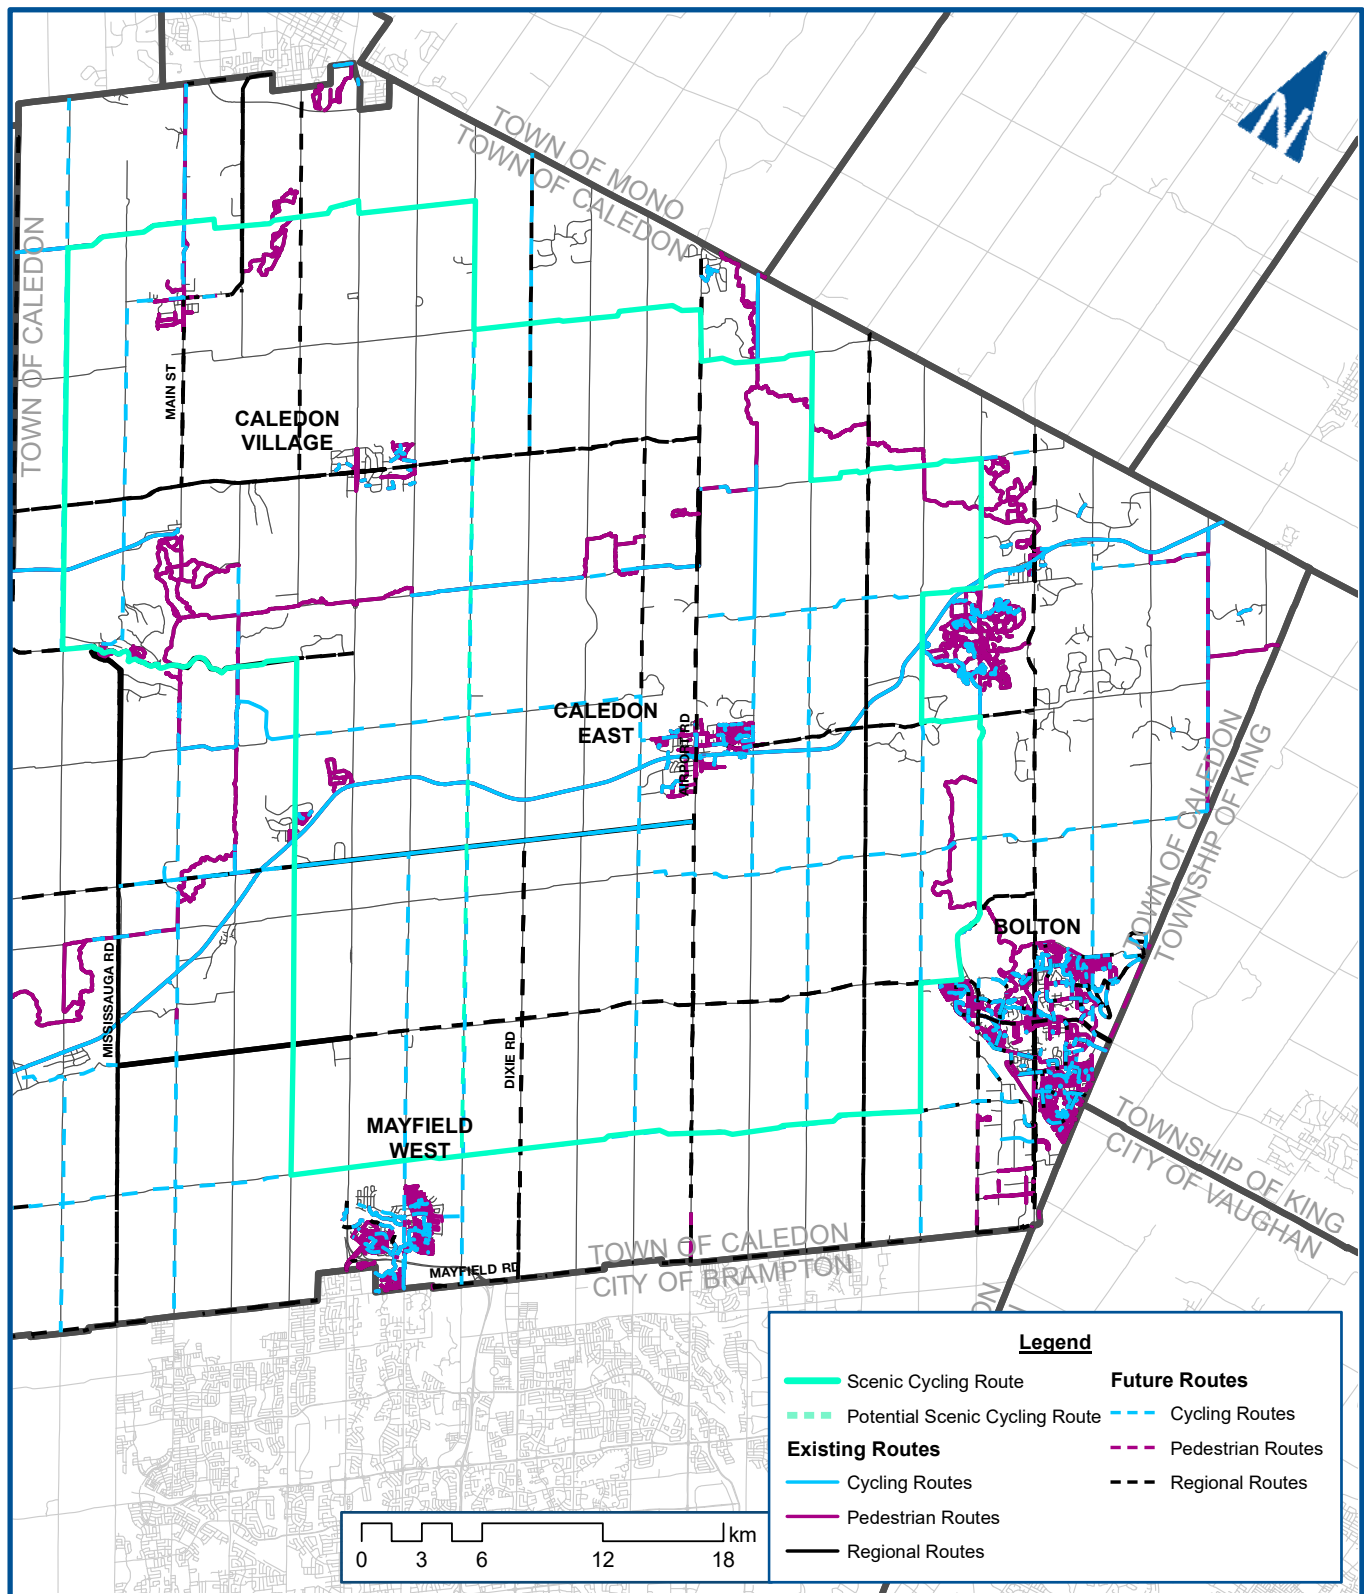 N
TOWN OF MONO
TOWN OF CALEDON
TOWN OF CALEDON
MAIN ST
CALEDON
VILLAGE
CALEDON
EAST
AIRPORT RD
TOWN OF CALEDON
TOWNSHIP OF KING
BOLTON
MISSISSAUGA RD
DIXIE RD
MAYFIELD
WEST
TOWNSHIP OF KING
CITY OF VAUGHAN
TOWN OF CALEDON
CITY OF BRAMPTON
MAYFIELD RD
ON
Legend
Scenic Cycling Route
Potential Scenic Cycling Route
Existing Routes
Cycling Routes
Pedestrian Routes
Regional Routes
Future Routes
Cycling Routes
Pedestrian Routes
Regional Routes
km
0 3 6 12 18